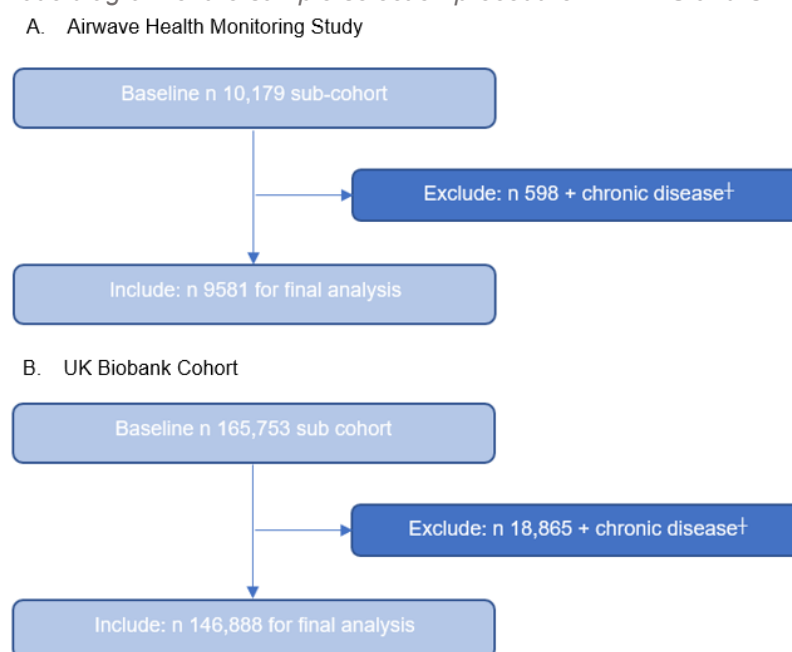 A. Airwave Health Monitoring Study
Baseline n 10,179 sub-cohort
Exclude: n 598 + chronic disease‡
Include: n 9581 for final analysis
B. UK Biobank Cohort
Baseline n 165,753 sub cohort
Exclude: n 18,865 + chronic disease‡
Include: n 146,888 for final analysis